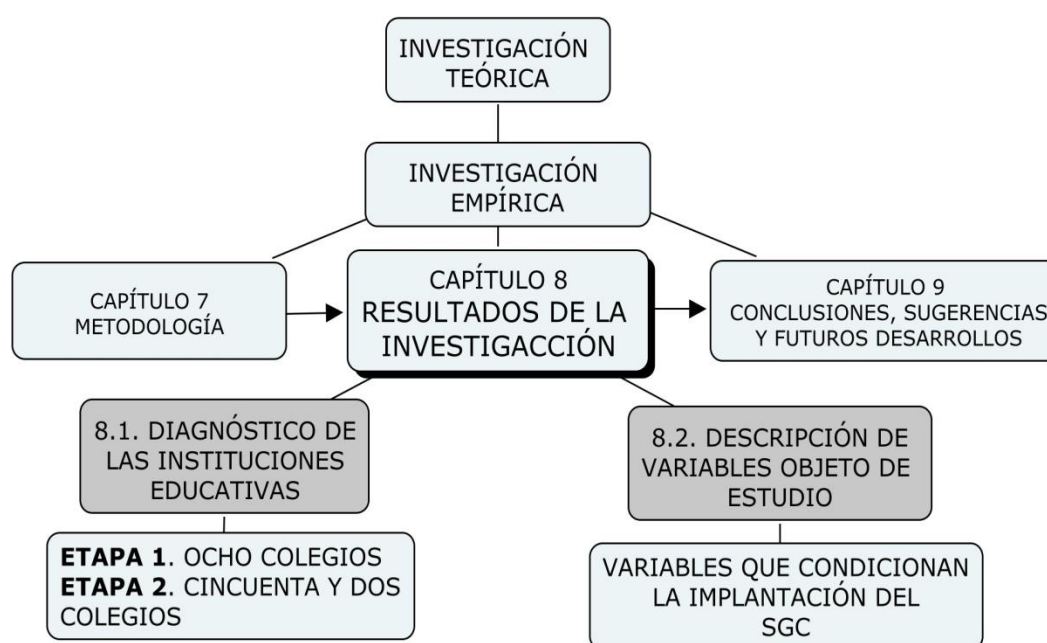 INVESTIGACIÓN
TEÓRICA
INVESTIGACIÓN
EMPÍRICA
CAPÍTULO 7
METODOLOGÍA
CAPÍTULO 8
RESULTADOS DE LA
INVESTIGACCIÓN
CAPÍTULO 9
CONCLUSIONES, SUGERENCIAS
Y FUTUROS DESARROLLOS
8.1. DIAGNÓSTICO DE
LAS INSTITUCIONES
EDUCATIVAS
8.2. DESCRIPCIÓN DE
VARIABLES OBJETO DE
ESTUDIO
ETAPA 1. OCHO COLEGIOS
ETAPA 2. CINCUENTA Y DOS
COLEGIOS
VARIABLES QUE CONDICIONAN
LA IMPLANTACIÓN DEL
SGC